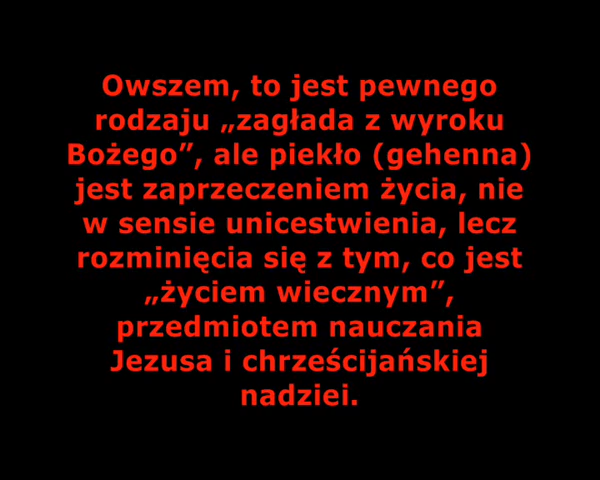 Owszem, to jest pewnego
rodzaju „zagłada z wyroku
Bożego”, ale piekło (gehenna)
jest zaprzeczeniem życia, nie
w sensie unicestwienia, lecz
rozminięcia się z tym, co jest
„życiem wiecznym”,
przedmiotem nauczania
Jezusa i chrześcijańskiej
nadziei.